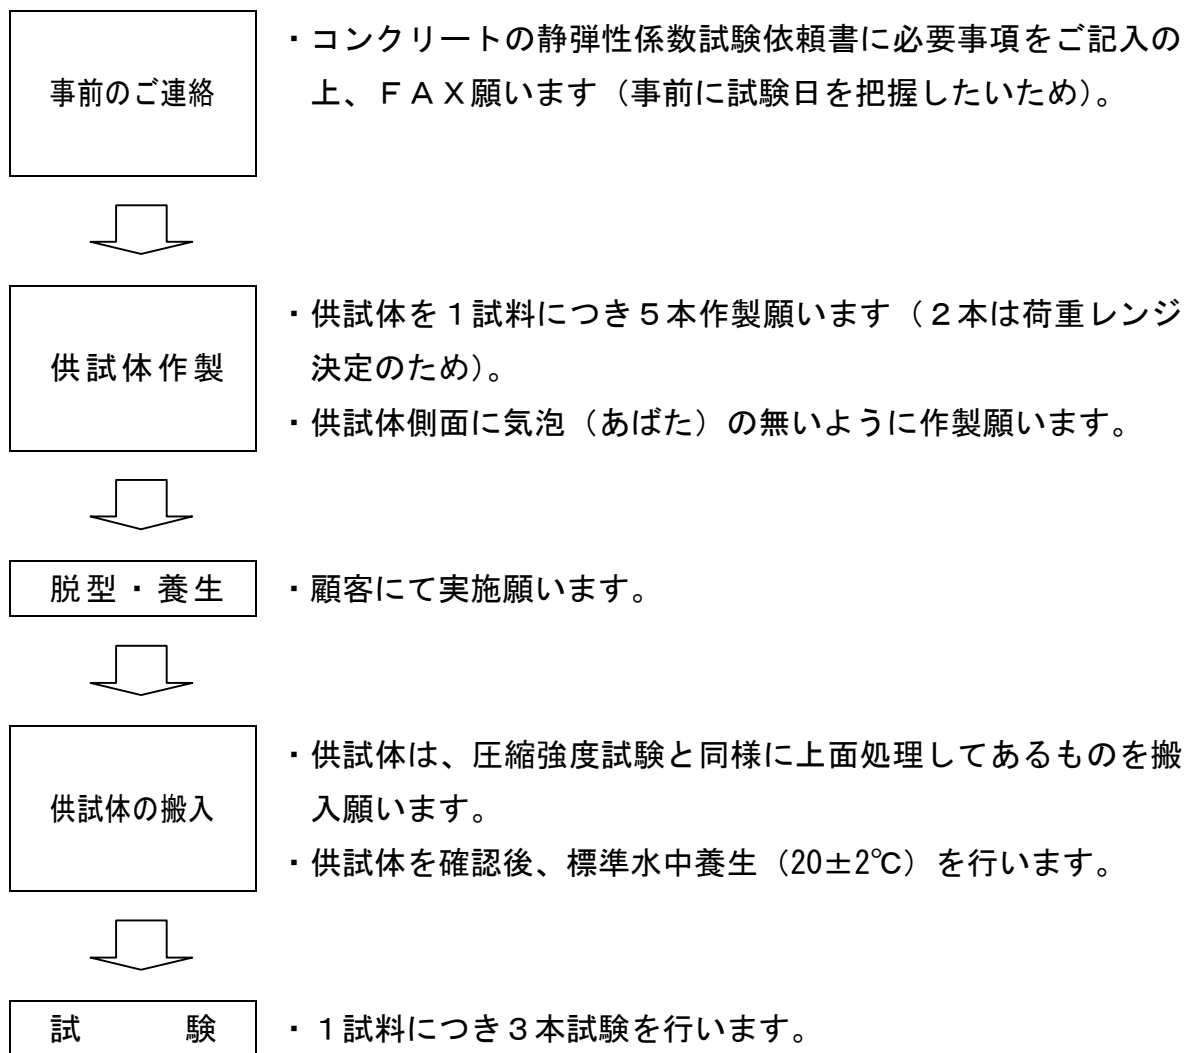 事前のご連絡
・コンクリートの静弾性係数試験依頼書に必要事項をご記入の
上、ＦＡＸ願います（事前に試験日を把握したいため）。
供試体作製
・供試体を１試料につき５本作製願います（２本は荷重レンジ
決定のため）。
・供試体側面に気泡（あばた）の無いように作製願います。
脱型・養生
・顧客にて実施願います。
供試体の搬入
・供試体は、圧縮強度試験と同様に上面処理してあるものを搬
入願います。
・供試体を確認後、標準水中養生（20±2℃）を行います。
試　験
・１試料につき３本試験を行います。